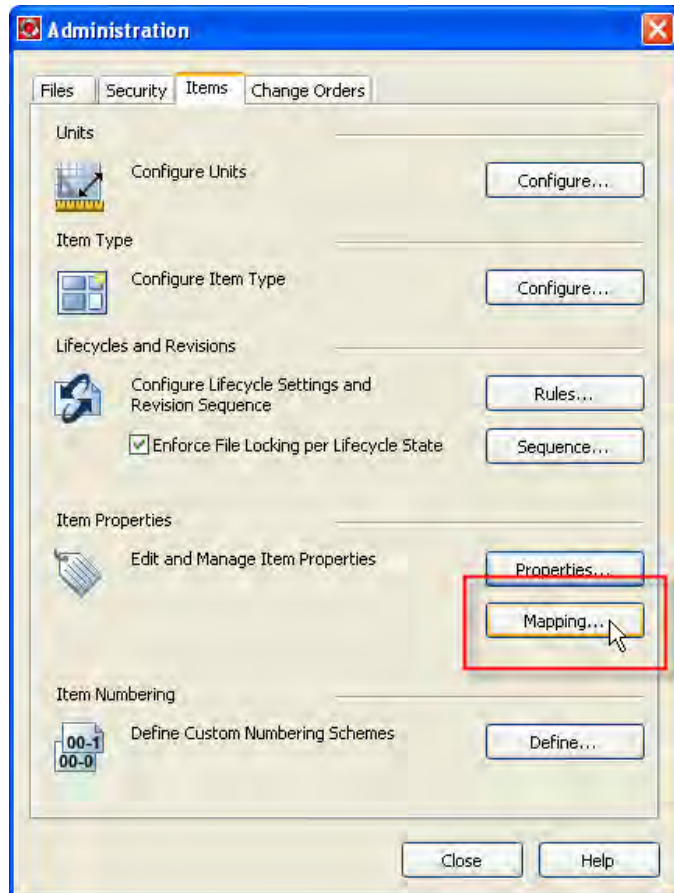 Administration
Files Security Items Change Orders
Units
Configure Units Configure...
Item Type
Configure Item Type Configure...
Lifecycles and Revisions
Configure Lifecycle Settings and
Revision Sequence Rules...
Enforce File Locking per Lifecycle State Sequence...
Item Properties
Edit and Manage Item Properties Properties...
Mapping...
Item Numbering
00-1
00-0
Define Custom Numbering Schemes Define...
Close Help